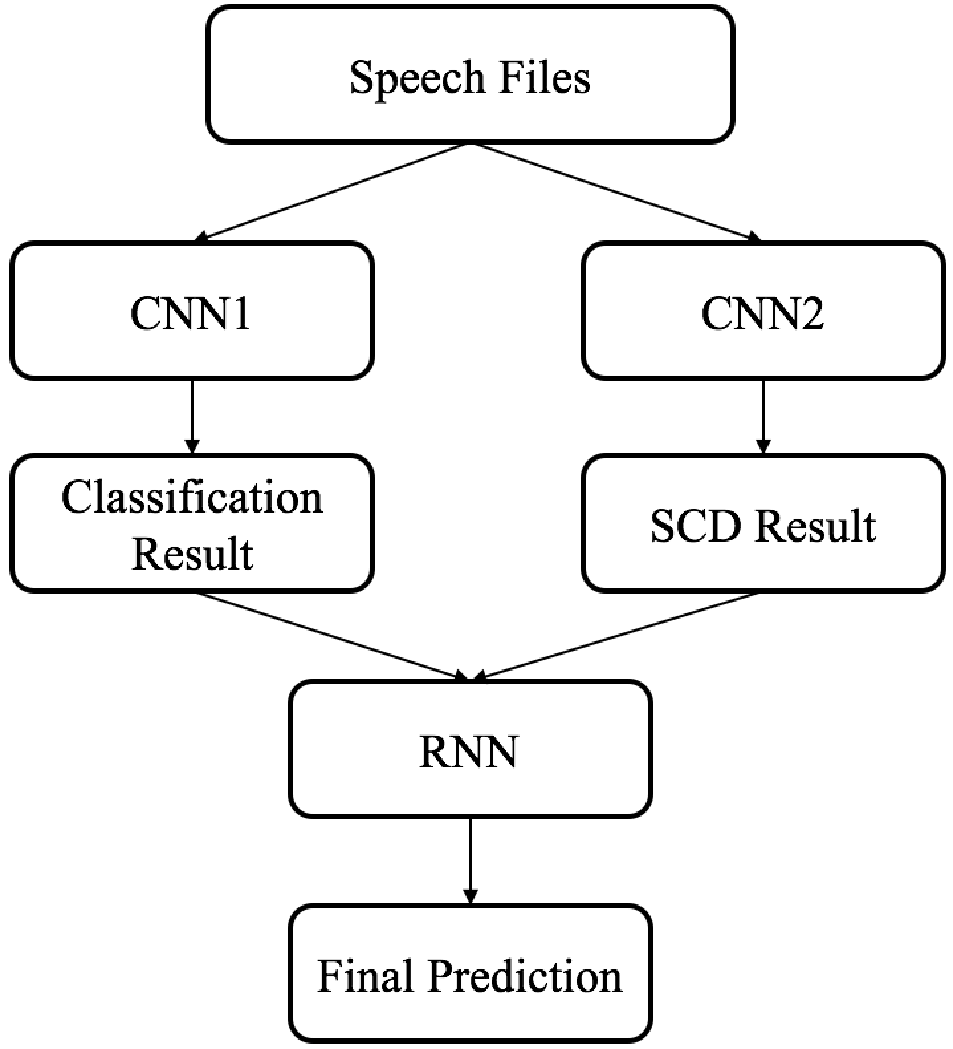 Speech Files
CNN1
CNN2
Classification
Result
SCD Result
RNN
Final Prediction